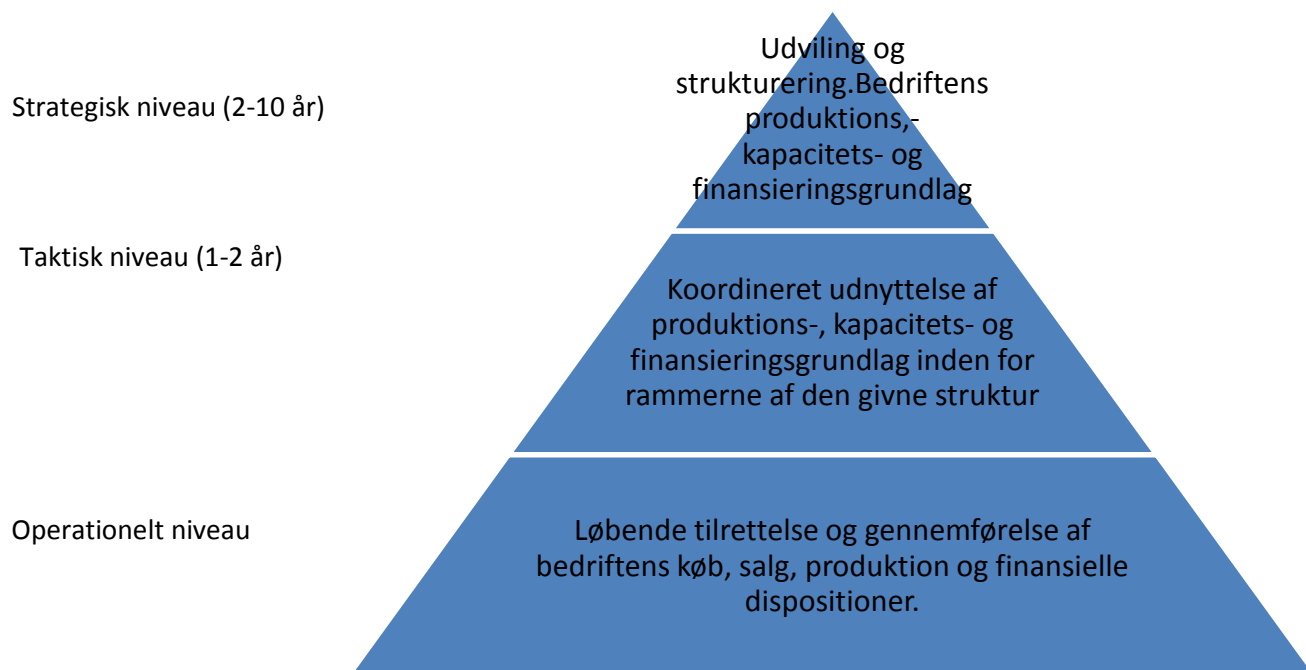 Strategisk niveau (2-10 år)
Udviling og
strukturering.Bedriftens
produktions,-
kapacitets- og
finansieringsgrundlag
Taktisk niveau (1-2 år)
Koordineret udnyttelse af
produktions-, kapacitets- og
finansieringsgrundlag inden for
rammerne af den givne struktur
Operationelt niveau
Løbende tilrettelse og gennemførelse af
bedriftens køb, salg, produktion og finansielle
dispositioner.